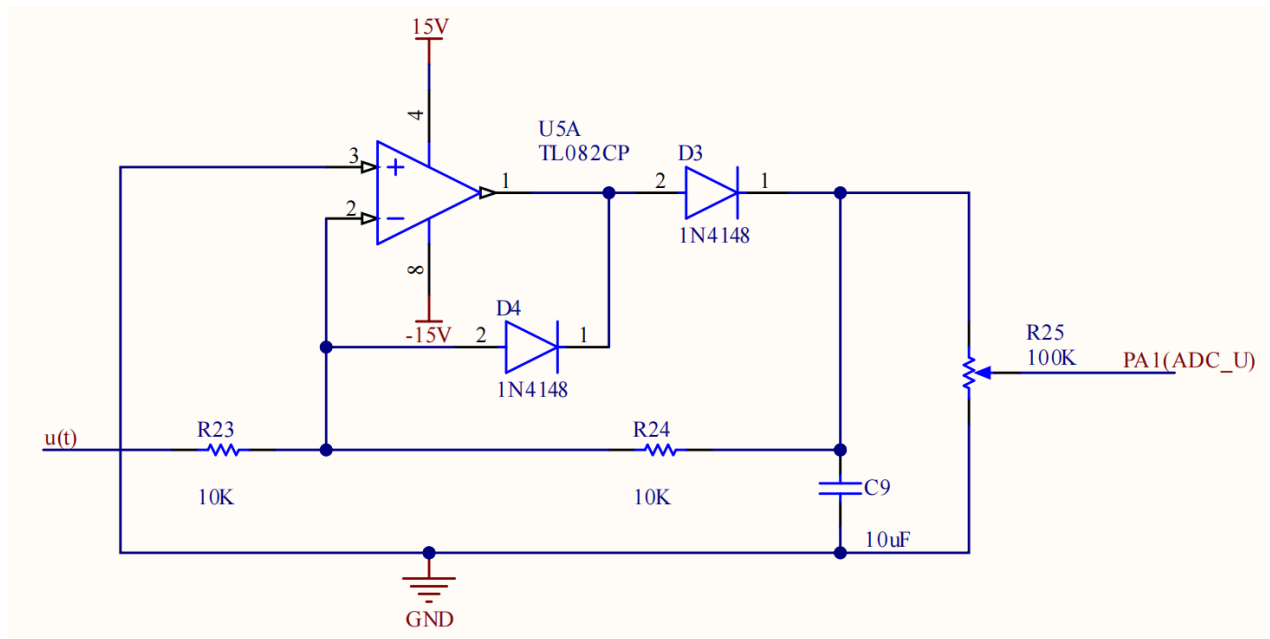 15V
4
U5A
TL082CP
D3
3
+
1
2
1
2
−
1N4148
8
D4
-15V
2
1
R25
100K
PA1(ADC_U)
1N4148
u(t)
R23
R24
C9
10K
10K
10uF
GND